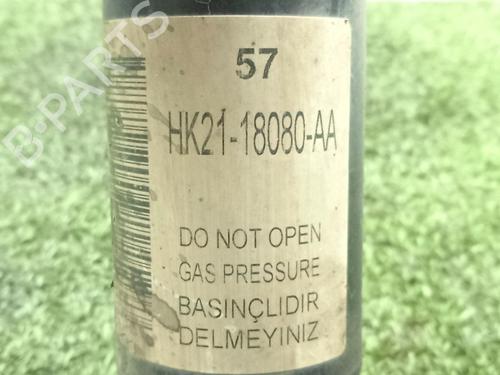 B-PARTS
57
HK21-18080-AA
DO NOT OPEN
GAS PRESSURE
BASINÇLIDIR
DELMEYINIZ